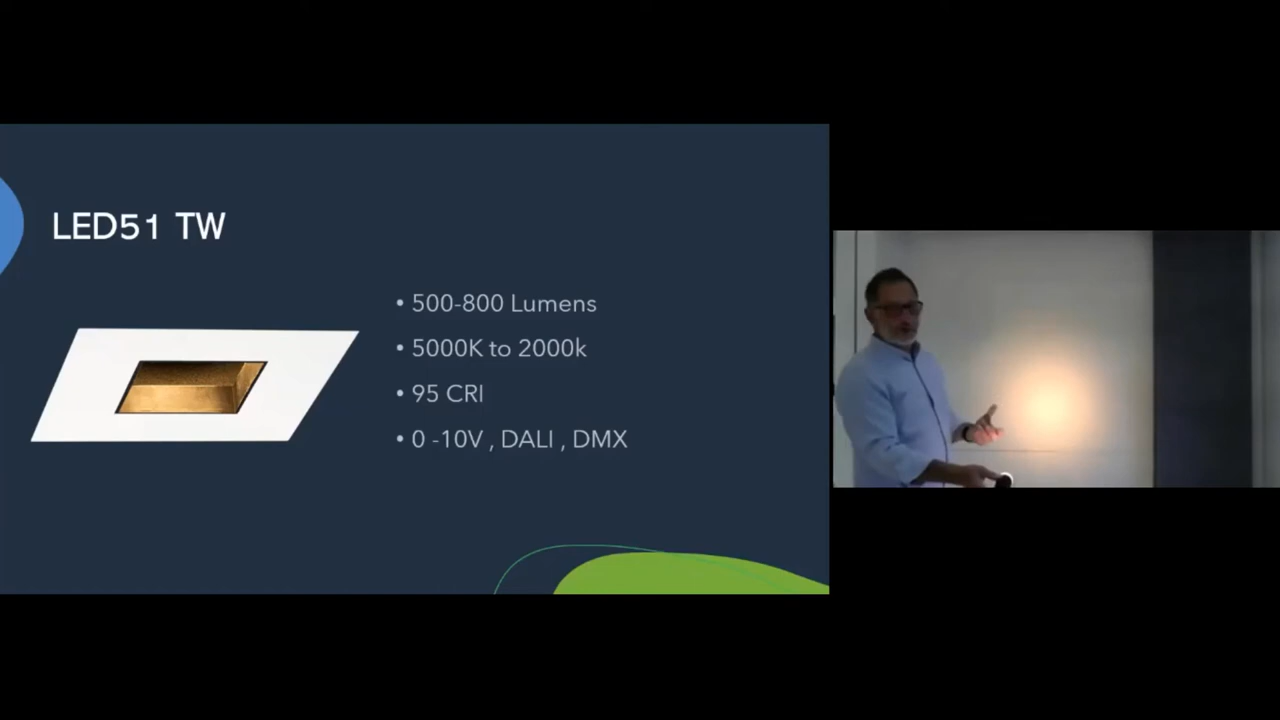 LED51 TW
• 500-800 Lumens
• 5000K to 2000k
• 95 CRI
• 0 -10V , DALI , DMX